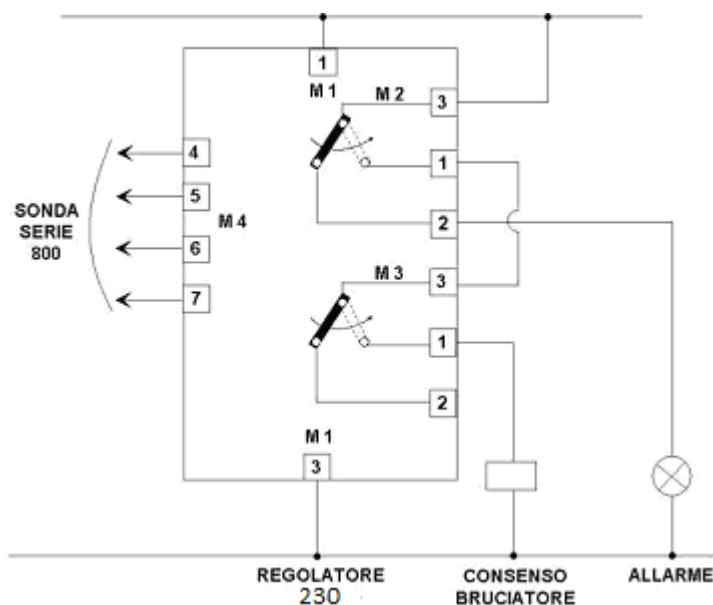 1
M 1
M 2
3
1
2
4
5
6
7
M 4
SONDA
SERIE
800
M 3
3
1
2
M 1
3
REGOLATORE
230
CONSENSO
BRUCIATORE
ALLARME